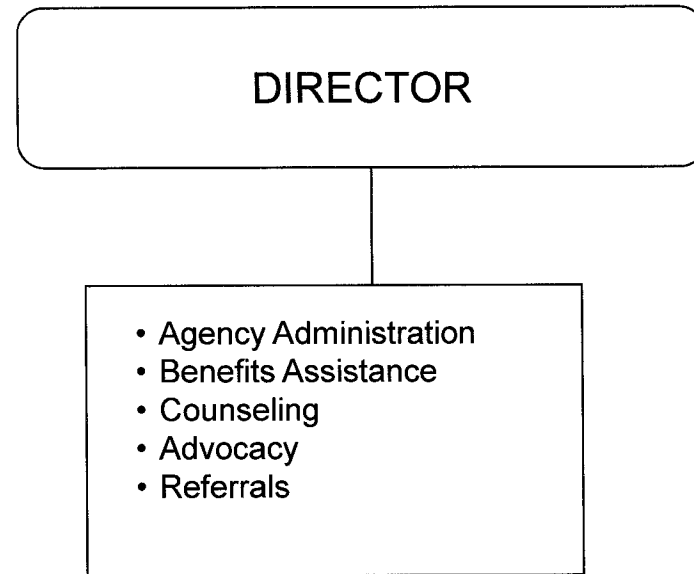 DIRECTOR
• Agency Administration
• Benefits Assistance
• Counseling
• Advocacy
• Referrals